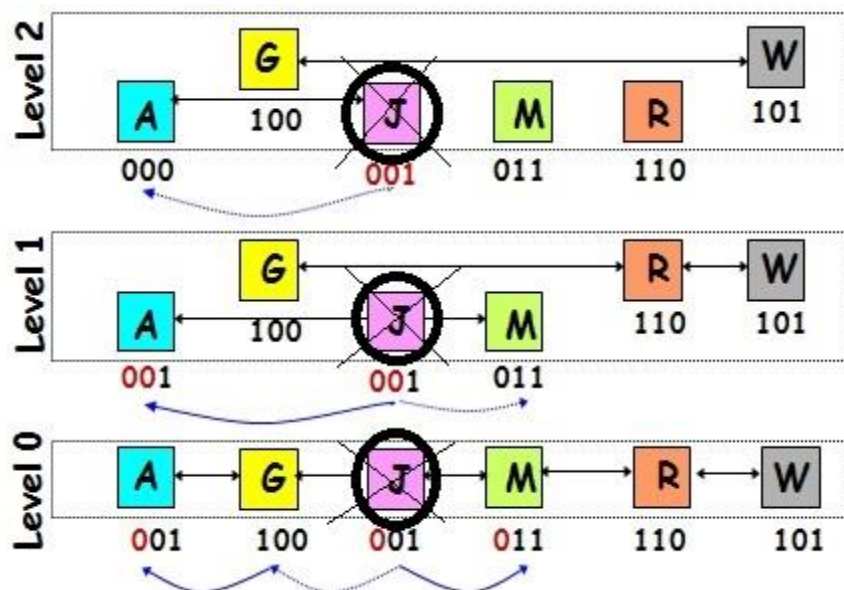 Level 2
G W
A J M R
100 101
000 001 011 110
Level 1
G R W
A J M
100 110 101
001 001 011
Level 0
A G J M R W
001 100 001 011 110 101